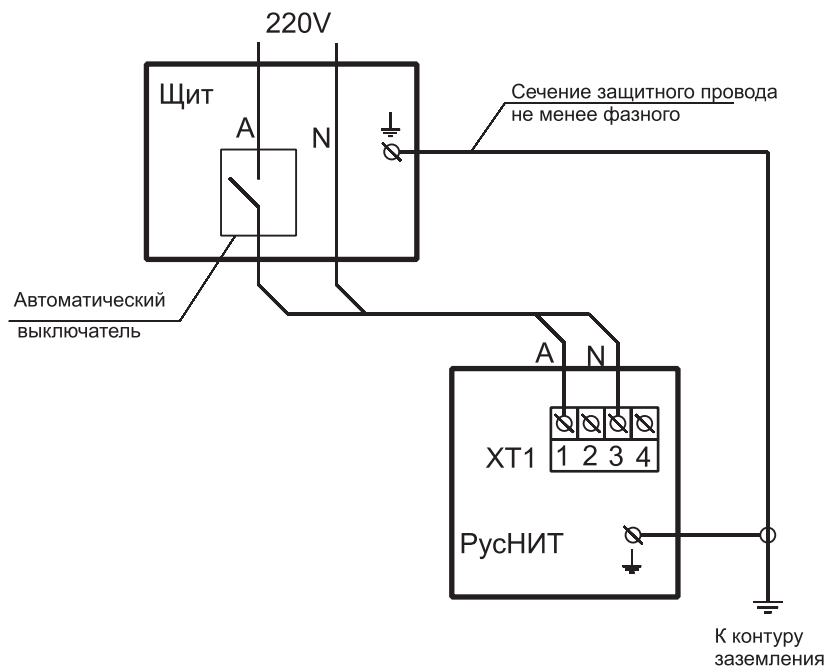 220V
Щит
Сечение защитного провода
не менее фазного
A
N
Автоматический
выключатель
A
N
XT1
1 2 3 4
РусНИТ
К контуру
заземления